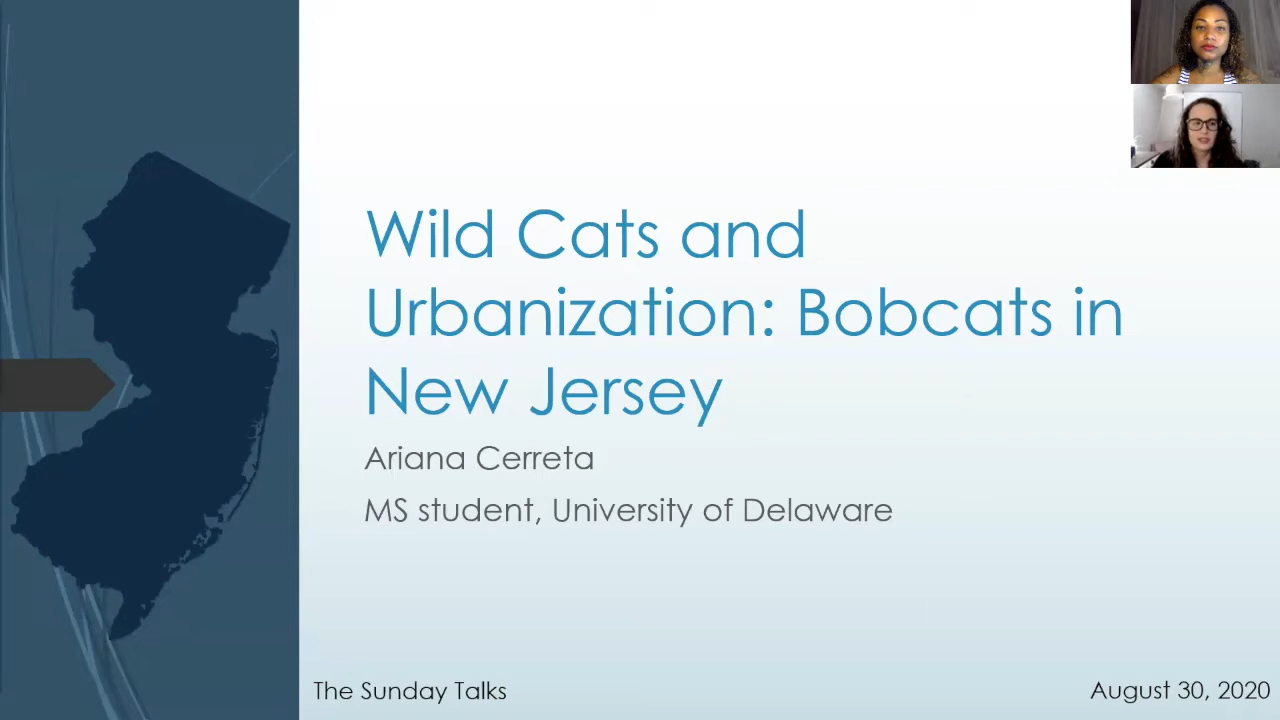 Wild Cats and
Urbanization: Bobcats in
New Jersey
Ariana Cerreta
MS student, University of Delaware
The Sunday Talks
August 30, 2020